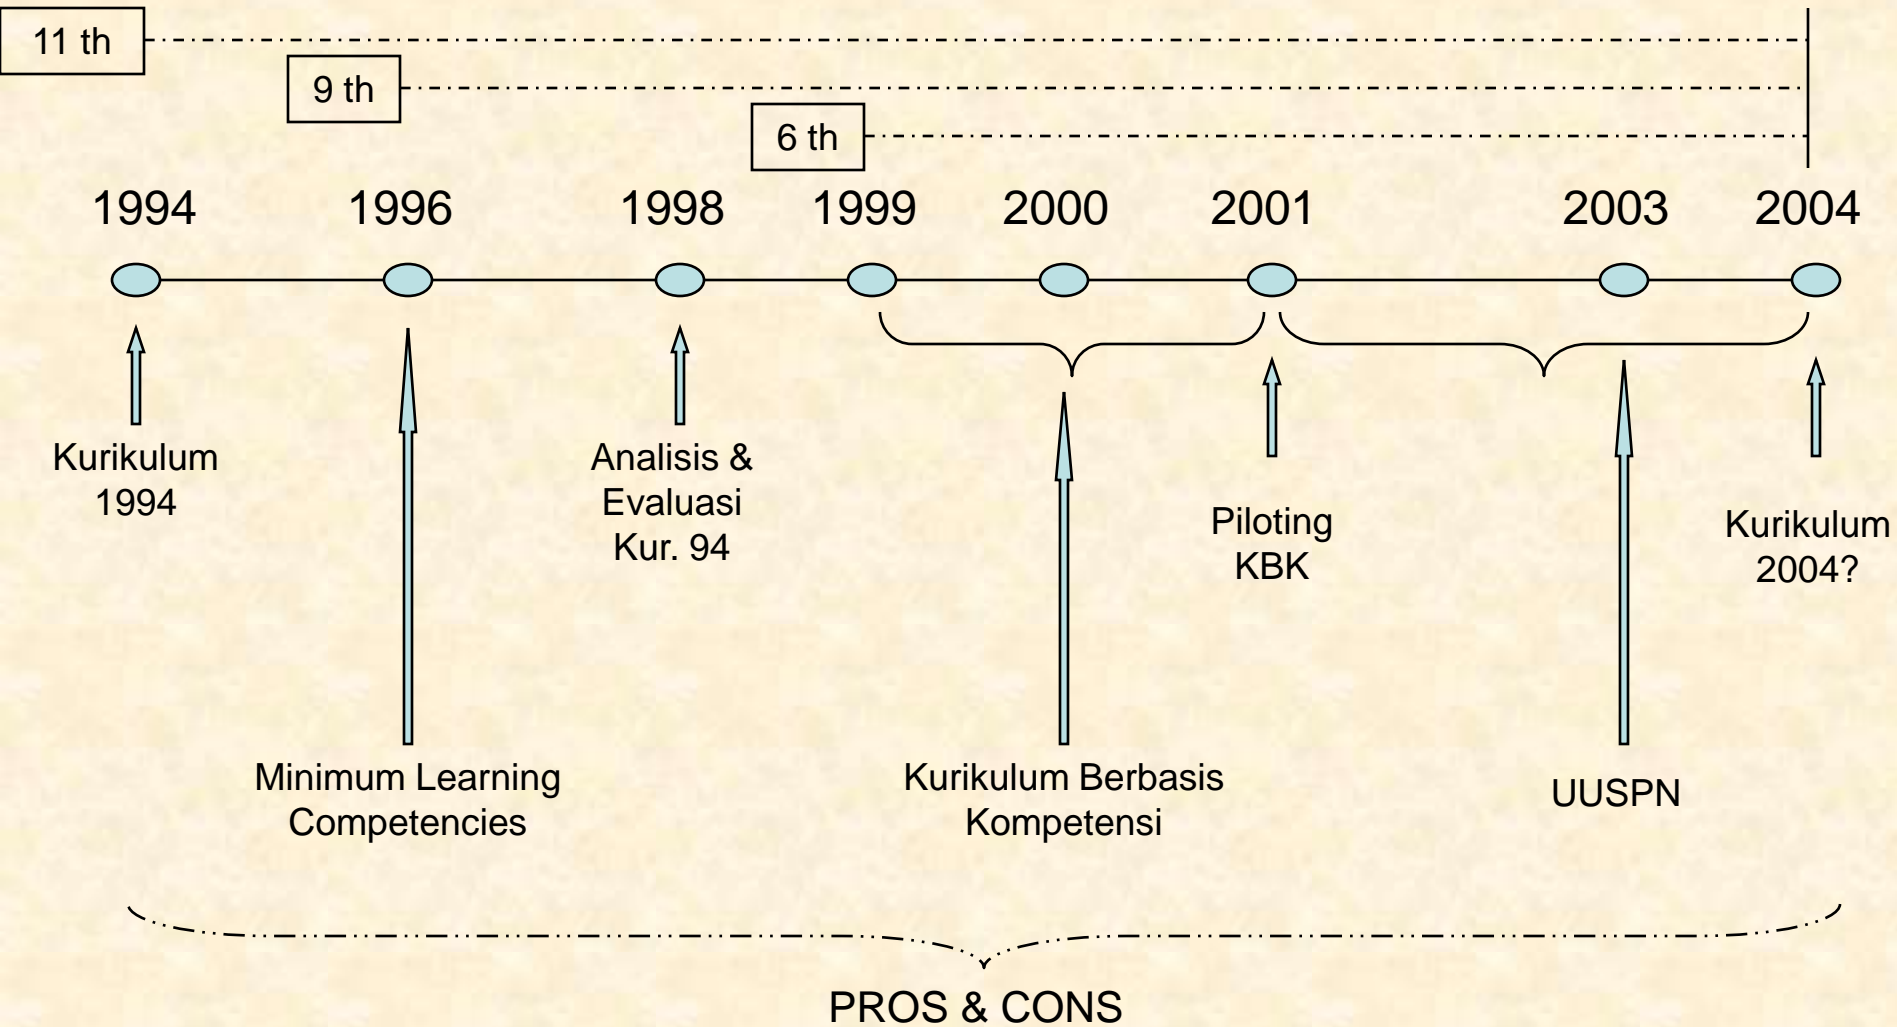 11 th
9 th
6 th
1994
1996
1998
1999
2000
2001
2003
2004
Kurikulum
1994
Analisis &
Evaluasi
Kur. 94
Piloting
KBK
Kurikulum
2004?
Minimum Learning
Competencies
Kurikulum Berbasis
Kompetensi
UUSPN
PROS & CONS